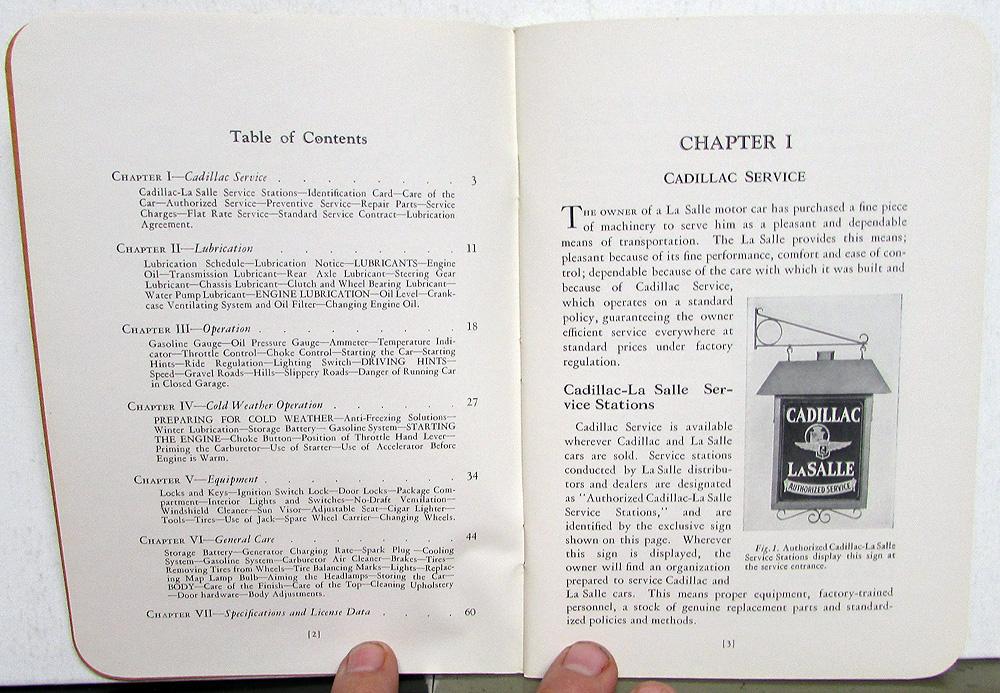 Table of Contents
CHAPTER I—Cadillac Service . . . . . . . . . 3
Cadillac-La Salle Service Stations—Identification Card—Care of the
Car—Authorized Service—Preventive Service—Repair Parts—Service
Charges—Flat Rate Service—Standard Service Contract—Lubrication
Agreement.
CHAPTER II—Lubrication . . . . . . . . . 11
Lubrication Schedule—Lubrication Notice—LUBRICANTS—Engine
Oil—Transmission Lubricant—Rear Axle Lubricant—Steering Gear
Lubricant—Chassis Lubricant—Clutch and Wheel Bearing Lubricant—
Water Pump Lubricant—ENGINE LUBRICATION—Oil Level—Crank-
case Ventilating System and Oil Filter—Changing Engine Oil.
CHAPTER III—Operation . . . . . . . . . 18
Gasoline Gauge—Oil Pressure Gauge—Ammeter—Temperature Indi-
cator—Throttle Control—Choke Control—Starting the Car—Starting
Hints—Ride Regulation—Lighting Switch—DRIVING HINTS—
Speed—Gravel Roads—Hills—Slippery Roads—Danger of Running Car
in Closed Garage.
CHAPTER IV—Cold Weather Operation . . . . . . 27
PREPARING FOR COLD WEATHER—Anti-Freezing Solutions—
Winter Lubrication—Storage Battery—Gasoline System—STARTING
THE ENGINE—Choke Button—Position of Throttle Hand Lever—
Priming the Carburetor—Use of Starter—Use of Accelerator Before
Engine is Warm.
CHAPTER V—Equipment . . . . . . . . . 34
Locks and Keys—Ignition Switch Lock—Door Locks—Package Com-
partment—Interior Lights and Switches—No-Draft Ventilation—
Windshield Cleaner—Sun Visor—Adjustable Seat—Cigar Lighter—
Tools—Tires—Use of Jack—Spare Wheel Carrier—Changing Wheels.
CHAPTER VI—General Care . . . . . . . . 44
Storage Battery—Generator Charging Rate—Spark Plug—Cooling
System—Gasoline System—Carburetor Air Cleaner—Brakes—Tires—
Removing Tires from Wheels—Tire Balancing Marks—Lights—Replac-
ing Map Lamp Bulb—Aiming the Headlamps—Storing the Car—
BODY—Care of the Finish—Care of the Top—Cleaning Upholstery
—Door hardware—Body Adjustments.
CHAPTER VII—Specifications and License Data . . . . 60
[2]
CHAPTER I
CADILLAC SERVICE
THE OWNER of a La Salle motor car has purchased a fine piece
of machinery to serve him as a pleasant and dependable
means of transportation. The La Salle provides this means;
pleasant because of its fine performance, comfort and ease of con-
trol; dependable because of the care with which it was built and
because of Cadillac Service,
which operates on a standard
policy, guaranteeing the owner
efficient service everywhere at
standard prices under factory
regulation.
Cadillac-La Salle Ser-
vice Stations
Cadillac Service is available
wherever Cadillac and La Salle
cars are sold. Service stations
conducted by La Salle distribu-
tors and dealers are designated
as "Authorized Cadillac-La Salle
Service Stations," and are
identified by the exclusive sign
shown on this page. Wherever
this sign is displayed, the
owner will find an organization
prepared to service Cadillac and
La Salle cars. This means proper equipment, factory-trained
personnel, a stock of genuine replacement parts and standard-
ized policies and methods.
CADILLAC
LASALLE
AUTHORIZED SERVICE
Fig. 1. Authorized Cadillac-La Salle
Service Stations display this sign at
the service entrance.
[3]